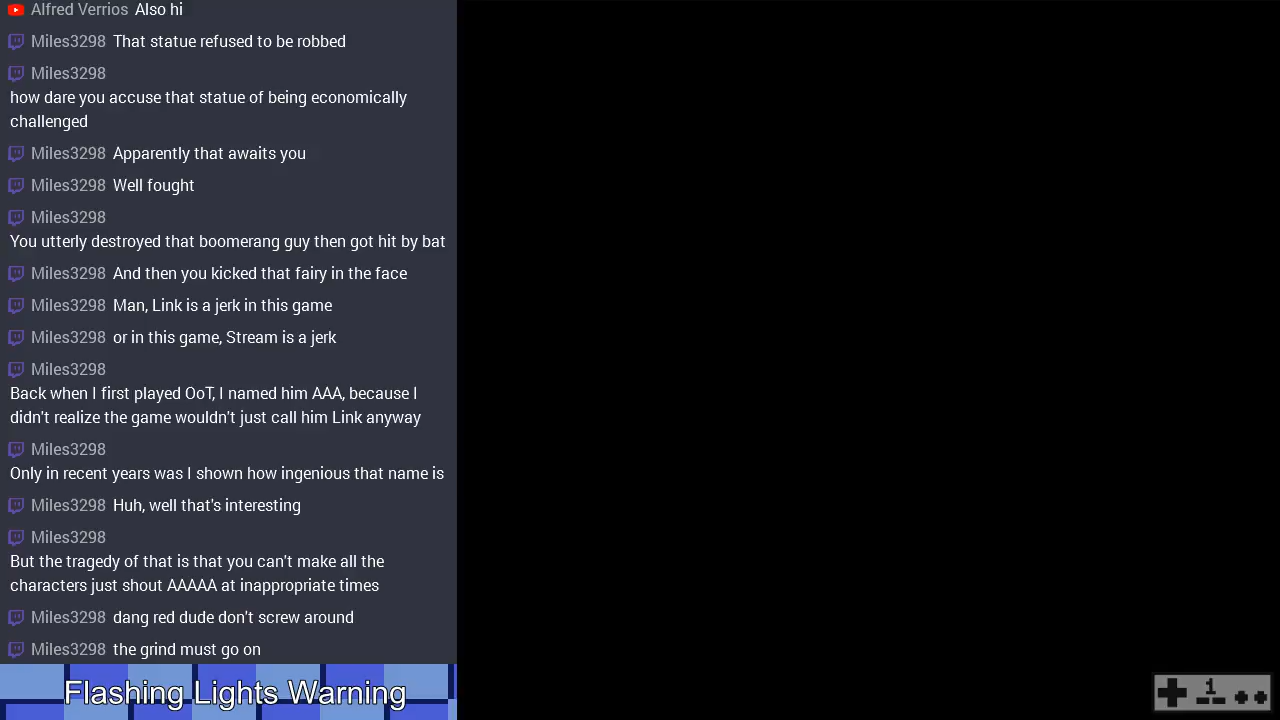 Alfred Verrios Also hi
Miles3298 That statue refused to be robbed
Miles3298
how dare you accuse that statue of being economically
challenged
Miles3298 Apparently that awaits you
Miles3298 Well fought
Miles3298
You utterly destroyed that boomerang guy then got hit by bat
Miles3298 And then you kicked that fairy in the face
Miles3298 Man, Link is a jerk in this game
Miles3298 or in this game, Stream is a jerk
Miles3298
Back when I first played OoT, I named him AAA, because I
didn't realize the game wouldn't just call him Link anyway
Miles3298
Only in recent years was I shown how ingenious that name is
Miles3298 Huh, well that's interesting
Miles3298
But the tragedy of that is that you can't make all the
characters just shout AAAAA at inappropriate times
Miles3298 dang red dude don't screw around
Miles3298 the grind must go on
Flashing Lights Warning
1